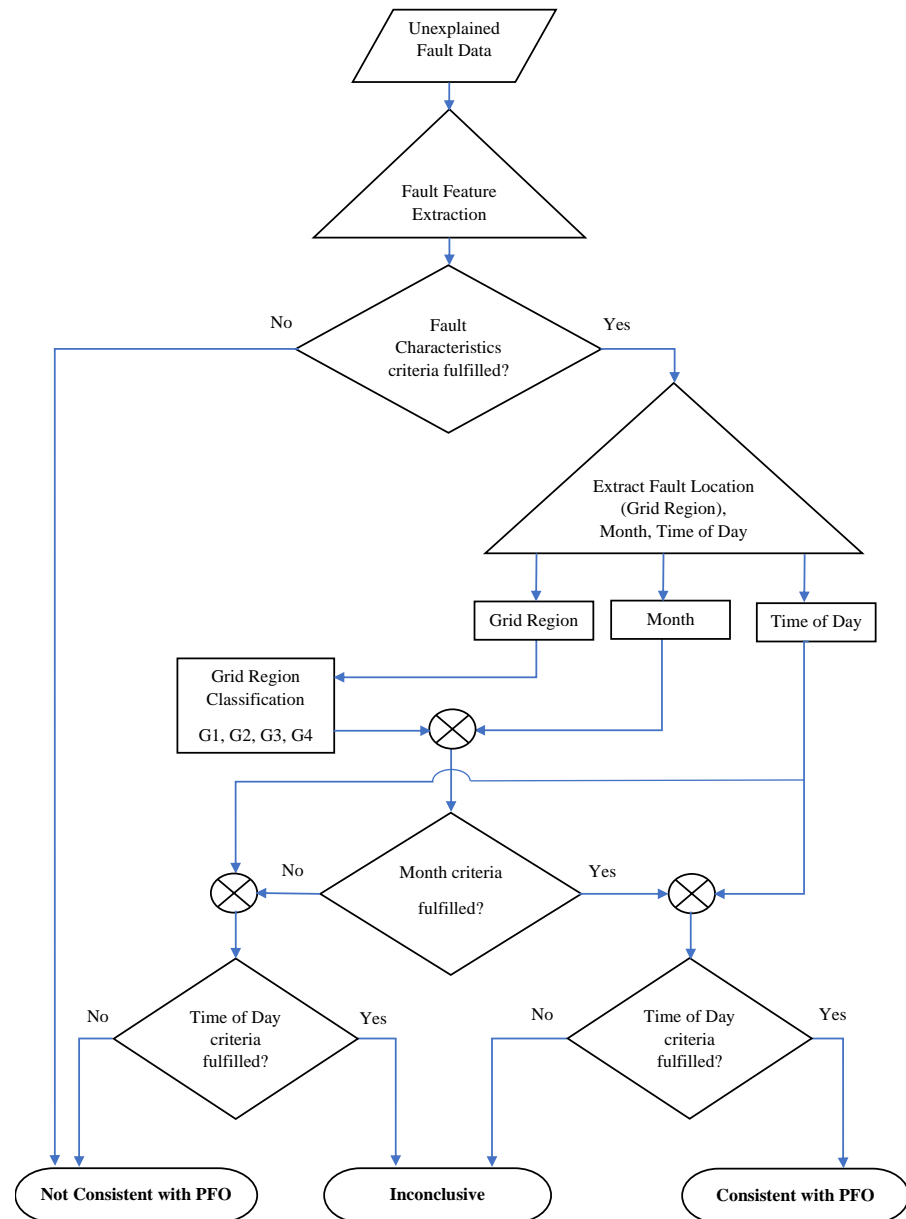 Unexplained
Fault Data
Fault Feature
Extraction
No
Yes
Fault
Characteristics
criteria fulfilled?
Extract Fault Location
(Grid Region),
Month, Time of Day
Grid Region
Month
Time of Day
Grid Region
Classification
G1, G2, G3, G4
No
Yes
Month criteria
fulfilled?
No
Yes
Time of Day
criteria
fulfilled?
No
Yes
Time of Day
criteria
fulfilled?
Not Consistent with PFO
Inconclusive
Consistent with PFO